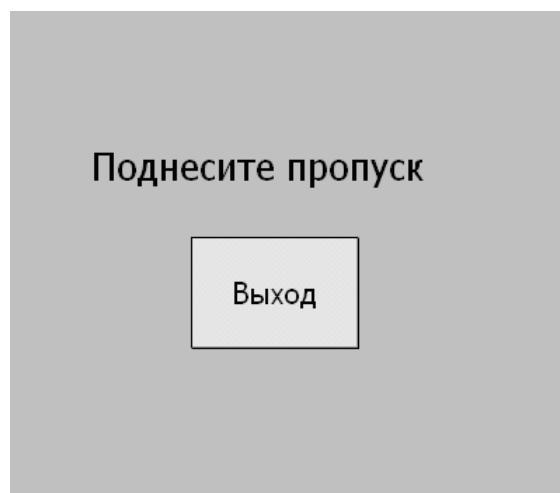 Поднесите пропуск
Выход